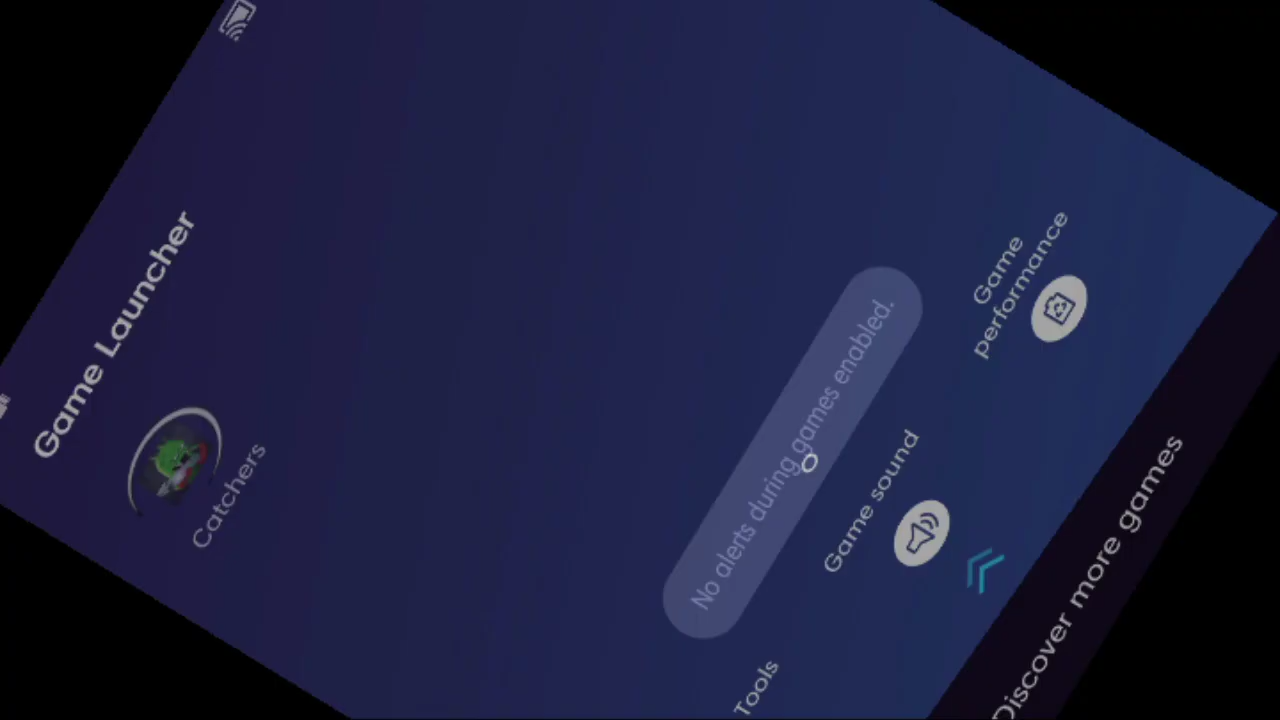 Game Launcher
Catchers
No alerts during games enabled.
Game
performance
Game sound
Tools
Discover more games